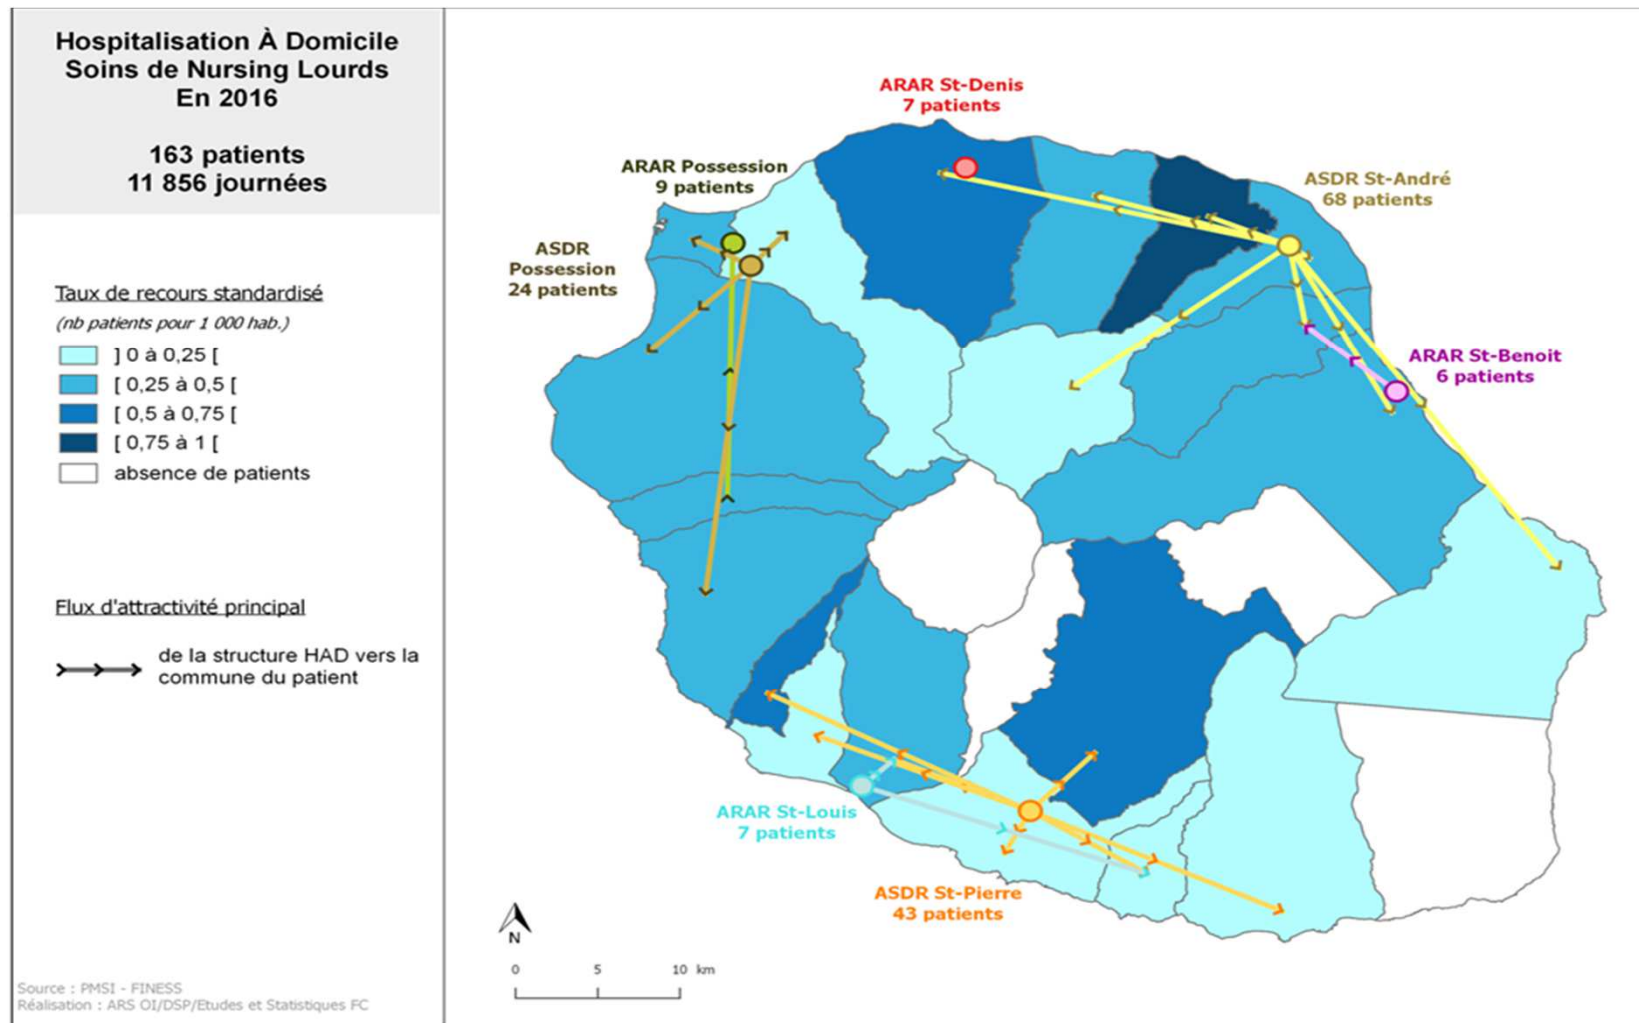 Hospitalisation À Domicile
Soins de Nursing Lourds
En 2016
163 patients
11 856 journées
Taux de recours standardisé
(nb patients pour 1 000 hab.)
] 0 à 0,25 [
[ 0,25 à 0,5 [
[ 0,5 à 0,75 [
[ 0,75 à 1 [
absence de patients
Flux d'attractivité principal
de la structure HAD vers la
commune du patient
Source : PMSI - FINESS
Réalisation : ARS OI/DSP/Etudes et Statistiques FC
ARAR St-Denis
7 patients
ARAR Possession
9 patients
ASDR St-André
68 patients
ASDR
Possession
24 patients
ARAR St-Benoit
6 patients
ARAR St-Louis
7 patients
ASDR St-Pierre
43 patients
N
0 5 10 km